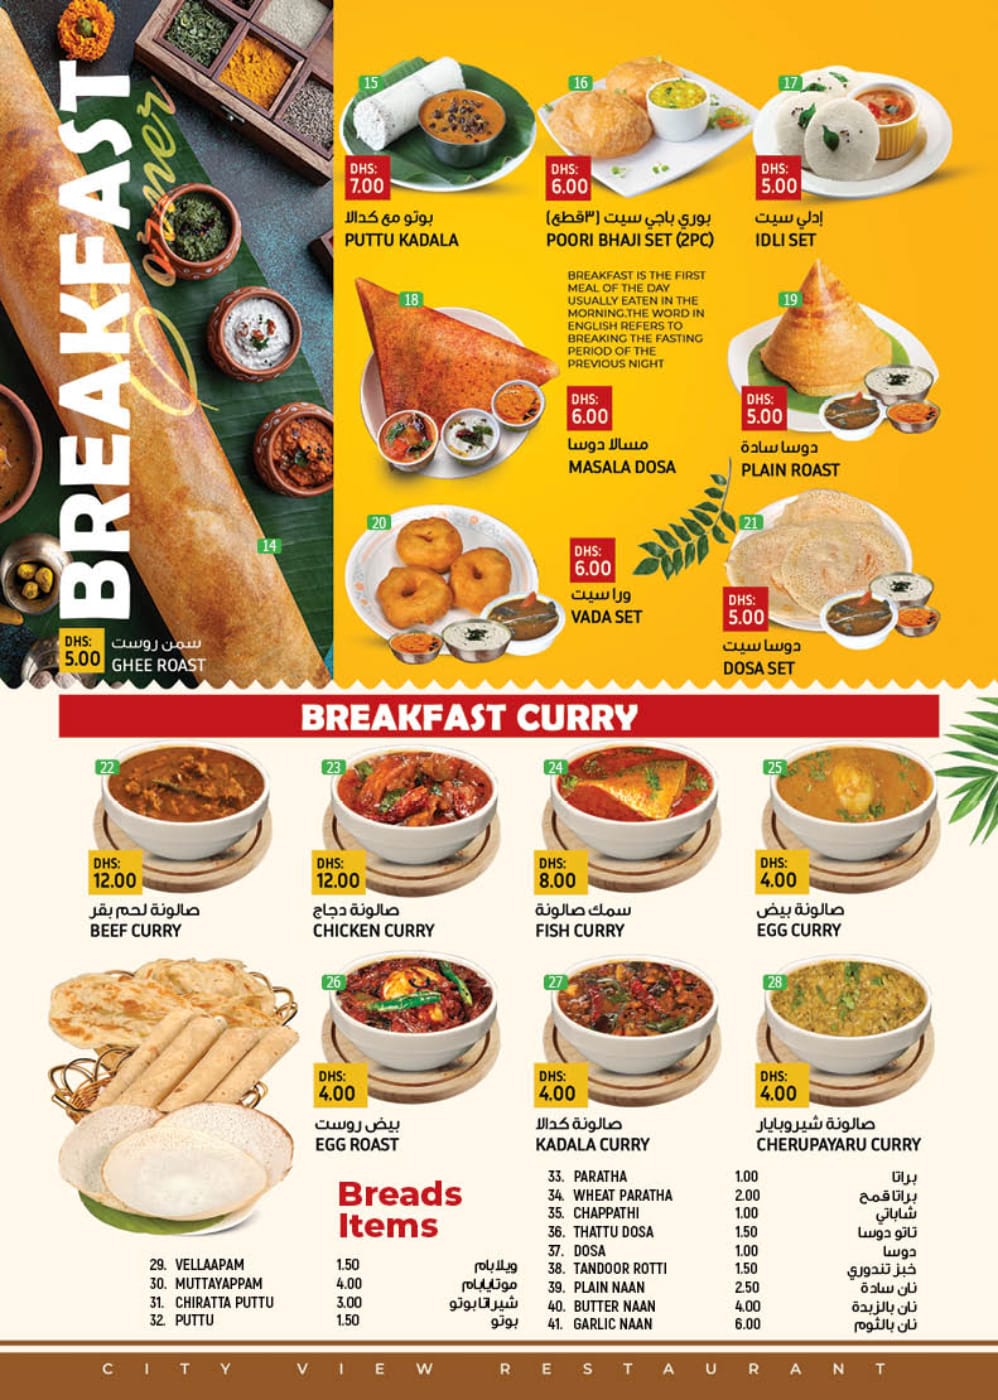 BREAKFAST
Corner
14
DHS:
5.00
سمن روست
GHEE ROAST
15
DHS:
7.00
بوتو مع كدالا
PUTTU KADALA
16
DHS:
6.00
بوري باجي سيت (٣قطع)
POORI BHAJI SET (2PC)
17
DHS:
5.00
إدلي سيت
IDLI SET
18
BREAKFAST IS THE FIRST
MEAL OF THE DAY
USUALLY EATEN IN THE
MORNING.THE WORD IN
ENGLISH REFERS TO
BREAKING THE FASTING
PERIOD OF THE
PREVIOUS NIGHT
DHS:
6.00
مسالا دوسا
MASALA DOSA
19
DHS:
5.00
دوسا سادة
PLAIN ROAST
20
DHS:
6.00
ورا سيت
VADA SET
21
DHS:
5.00
دوسا سيت
DOSA SET
BREAKFAST CURRY
22
DHS:
12.00
صالونة لحم بقر
BEEF CURRY
23
DHS:
12.00
صالونة دجاج
CHICKEN CURRY
24
DHS:
8.00
سمك صالونة
FISH CURRY
25
DHS:
4.00
صالونة بيض
EGG CURRY
26
DHS:
4.00
بيض روست
EGG ROAST
27
DHS:
4.00
صالونة كدالا
KADALA CURRY
28
DHS:
4.00
صالونة شيروبايار
CHERUPAYARU CURRY
Breads
Items
29. VELLAAPAM 1.50 ويلابام
30. MUTTAYAPPAM 4.00 موتايابام
31. CHIRATTA PUTTU 3.00 شيراتا بوتو
32. PUTTU 1.50 بوتو
33. PARATHA 1.00 براتا
34. WHEAT PARATHA 2.00 براتا قمح
35. CHAPPATHI 1.00 شاباتي
36. THATTU DOSA 1.50 تاتو دوسا
37. DOSA 1.00 دوسا
38. TANDOOR ROTTI 1.50 خبز تندوري
39. PLAIN NAAN 2.50 نان سادة
40. BUTTER NAAN 4.00 نان بالزبدة
41. GARLIC NAAN 6.00 نان بالثوم
CITY VIEW RESTAURANT